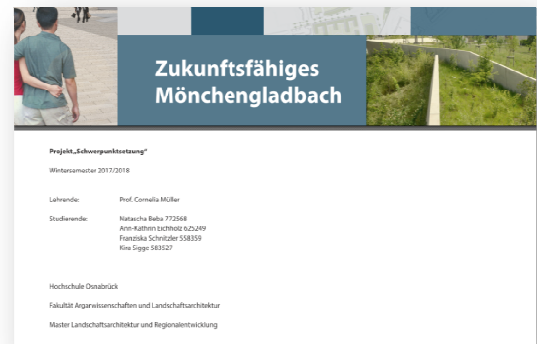 Zukunftsfähiges
Mönchengladbach
Projekt„Schwerpunktsetzung"
Wintersemester 2017/2018
Lehrende: Prof. Cornelia Müller
Studierende: Natascha Beba 772568
Ann-Kathrin Eichholz 625249
Franziska Schnitzler 558359
Kira Sigge 583527
Hochschule Osnabrück
Fakultät Argarwissenschaften und Landschaftsarchitektur
Master Landschaftsarchitektur und Regionalentwicklung